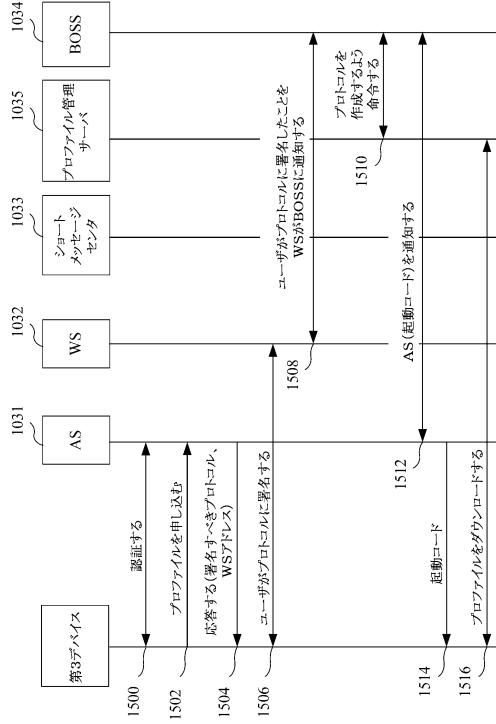 1031
1032
1033
1035
1034
第3デバイス
AS
WS
ショート
メッセージ
センタ
プロファイル管理
サーバ
BOSS
1500
認証する
1502
プロファイルを申し込む
1504
応答する(署名すべきプロトコル、
WSアドレス)
1506
ユーザがプロトコルに署名する
1508
ユーザがプロトコルに署名したことを
WSがBOSSに通知する
1510
プロトコルを
作成するよう
命令する
1512
AS(起動コード)を通知する
1514
起動コード
1516
プロファイルをダウンロードする